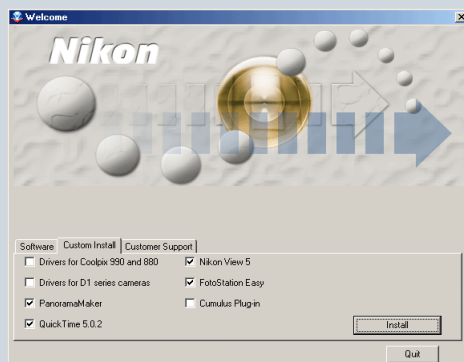 Welcome
Nikon
Software Custom Install Customer Support
Drivers for Coolpix 990 and 880
Nikon View 5
Drivers for D1 series cameras
FotoStation Easy
PanoramaMaker
Cumulus Plug-in
QuickTime 5.0.2
Install
Quit